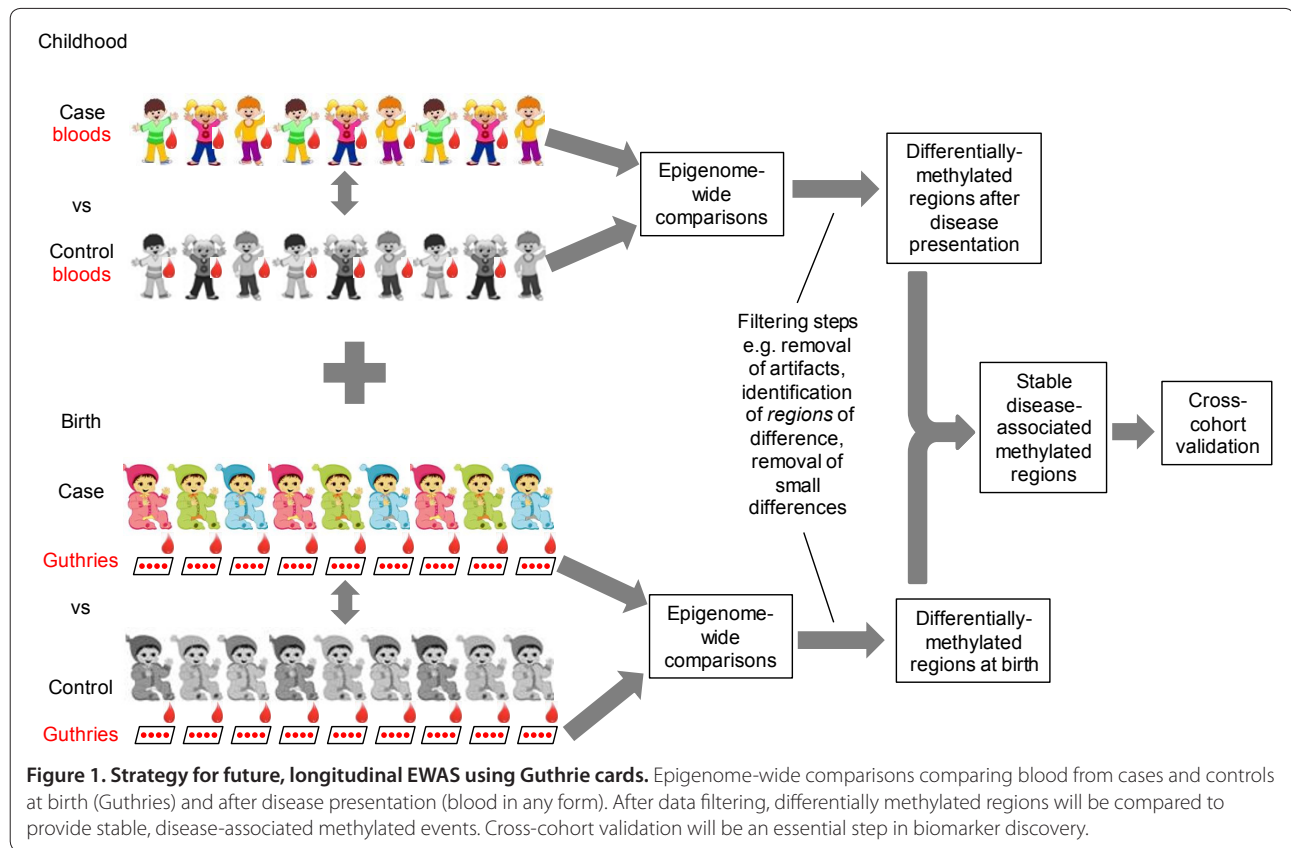 Childhood
Case
bloods
vs
Control
bloods
Epigenome-
wide
comparisons
Differentially-
methylated
regions after
disease
presentation
Filtering steps
e.g. removal
of artifacts,
identification
of regions of
difference,
removal of
small
differences
Stable
disease-
associated
methylated
regions
Cross-
cohort
validation
Birth
Case
Guthries
vs
Control
Guthries
Epigenome-
wide
comparisons
Differentially-
methylated
regions at birth
Figure 1. Strategy for future, longitudinal EWAS using Guthrie cards. Epigenome-wide comparisons comparing blood from cases and controls
at birth (Guthries) and after disease presentation (blood in any form). After data filtering, differentially methylated regions will be compared to
provide stable, disease-associated methylated events. Cross-cohort validation will be an essential step in biomarker discovery.